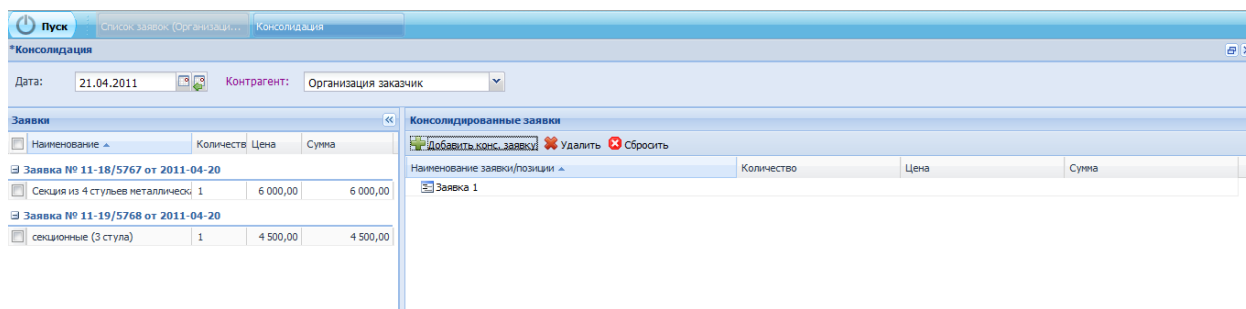 Пуск Список заявок (Организаци... Консолидация
*Консолидация
Дата: 21.04.2011 Контрагент: Организация заказчик
Заявки
Наименование Количеств Цена Сумма
Заявка № 11-18/5767 от 2011-04-20
Секция из 4 стульев металлическ 1 6 000,00 6 000,00
Заявка № 11-19/5768 от 2011-04-20
секционные (3 стула) 1 4 500,00 4 500,00
Консолидированные заявки
Добавить конс. заявку Удалить Сбросить
Наименование заявки/позиции Количество Цена Сумма
Заявка 1